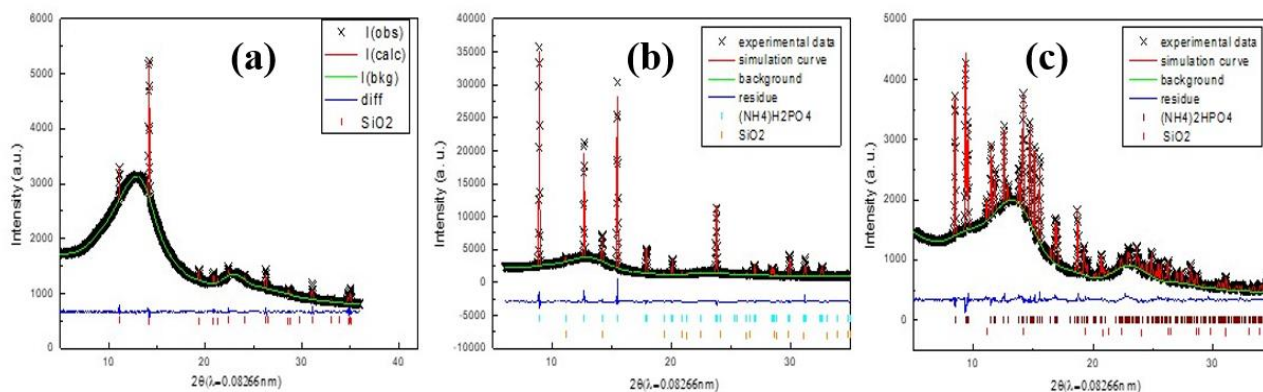 (a)
6000
5000
4000
3000
2000
1000
0
Intensity (a.u.)
10
20
30
40
2θ(λ=0.08266nm)
I(obs)
I(calc)
I(bkg)
diff
SiO2
(b)
40000
35000
30000
25000
20000
15000
10000
5000
0
-5000
-10000
Intensity (a. u.)
10
20
30
2θ(λ=0.08266nm)
experimental data
simulation curve
background
residue
(NH4)H2PO4
SiO2
(c)
5000
4000
3000
2000
1000
0
Intensity (a. u.)
10
20
30
2θ(λ=0.08266nm)
experimental data
simulation curve
background
residue
(NH4)2HPO4
SiO2